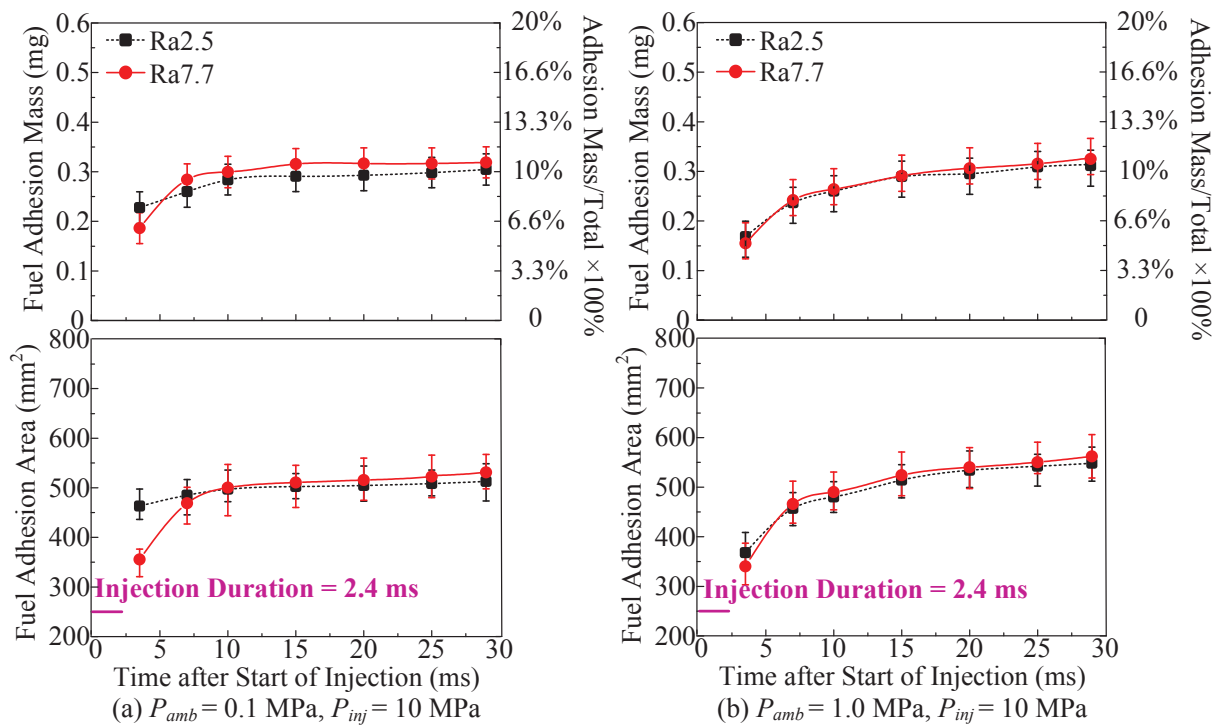 Fuel Adhesion Mass (mg)
0.6
0.5
0.4
0.3
0.2
0.1
0
Ra2.5
Ra7.7
20%
16.6%
13.3%
10%
6.6%
3.3%
0
Adhesion Mass/Total ×100%
Fuel Adhesion Mass (mg)
0.6
0.5
0.4
0.3
0.2
0.1
0
Ra2.5
Ra7.7
20%
16.6%
13.3%
10%
6.6%
3.3%
0
Adhesion Mass/Total ×100%
Fuel Adhesion Area (mm²)
800
700
600
500
400
300
200
Injection Duration = 2.4 ms
0 5 10 15 20 25 30
Time after Start of Injection (ms)
(a) Pamb = 0.1 MPa, Pinj = 10 MPa
Fuel Adhesion Area (mm²)
800
700
600
500
400
300
200
Injection Duration = 2.4 ms
0 5 10 15 20 25 30
Time after Start of Injection (ms)
(b) Pamb = 1.0 MPa, Pinj = 10 MPa